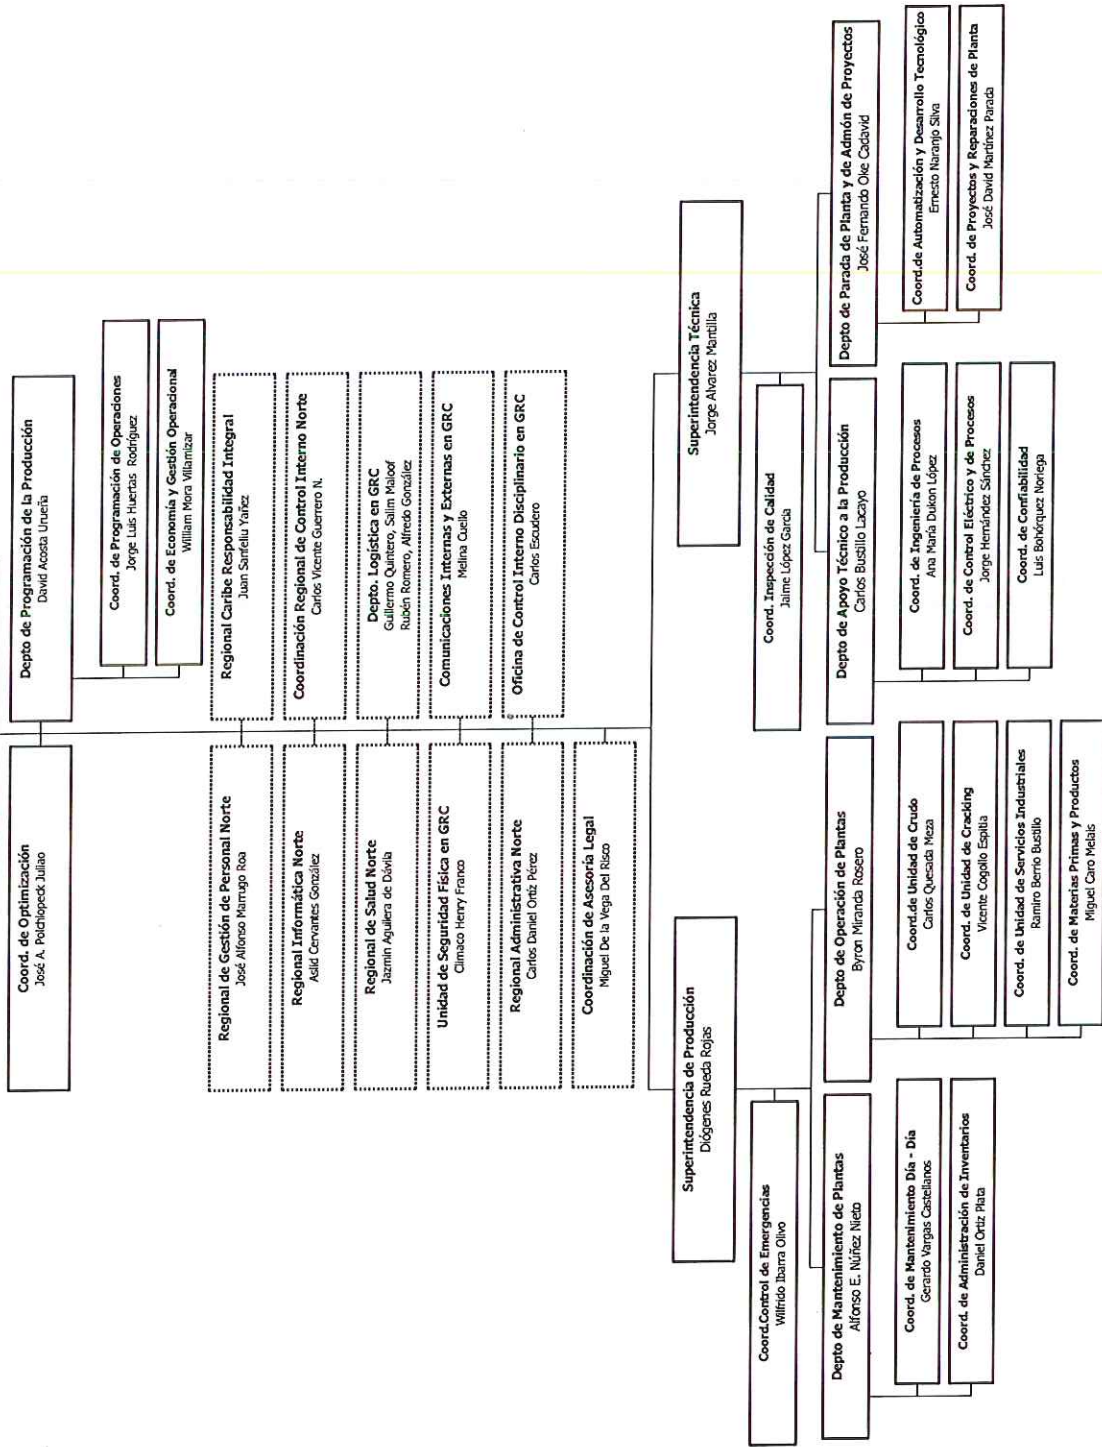 Coord. de Optimización
José A. Polchlopeck Juliao
Depto de Programación de la Producción
David Acosta Urueña
Coord. de Programación de Operaciones
Jorge Luis Huertas Rodríguez
Coord. de Economía y Gestión Operacional
William Mora Villamizar
Regional de Gestión de Personal Norte
José Alfonso Marrugo Roa
Regional Caribe Responsabilidad Integral
Juan Sanfeliu Yañez
Regional Informática Norte
Aslid Cervantes González
Coordinación Regional de Control Interno Norte
Carlos Vicente Guerrero N.
Regional de Salud Norte
Jazmin Aguilera de Dávila
Depto. Logística en GRC
Guillermo Quintero, Salim Maloof
Rubén Romero, Alfredo González
Unidad de Seguridad Física en GRC
Climaco Henry Franco
Comunicaciones Internas y Externas en GRC
Melina Cuello
Regional Administrativa Norte
Carlos Daniel Ortiz Pérez
Oficina de Control Interno Disciplinario en GRC
Carlos Escudero
Coordinación de Asesoría Legal
Miguel De la Vega Del Risco
Superintendencia de Producción
Diógenes Rueda Rojas
Superintendencia Técnica
Jorge Alvarez Mantilla
Coord.Control de Emergencias
Wilfrido Ibarra Olivo
Coord. Inspección de Calidad
Jaime López García
Depto de Mantenimiento de Plantas
Alfonso E. Núñez Nieto
Depto de Operación de Plantas
Byron Miranda Rosero
Depto de Apoyo Técnico a la Producción
Carlos Bustillo Lacayo
Depto de Parada de Planta y de Admón de Proyectos
José Fernando Oke Cadavid
Coord. de Mantenimiento Día - Día
Gerardo Vargas Castellanos
Coord. de Administración de Inventarios
Daniel Ortiz Plata
Coord.de Unidad de Crudo
Carlos Quesada Meza
Coord. de Unidad de Cracking
Vicente Cogollo Espitia
Coord. de Unidad de Servicios Industriales
Ramiro Berrio Bustillo
Coord. de Materias Primas y Productos
Miguel Caro Melais
Coord. de Ingeniería de Procesos
Ana María Dulcon López
Coord. de Control Eléctrico y de Procesos
Jorge Hernández Sánchez
Coord. de Confiabilidad
Luis Bohórquez Noriega
Coord.de Automatización y Desarrollo Tecnológico
Ernesto Naranjo Silva
Coord. de Proyectos y Reparaciones de Planta
José David Martínez Parada